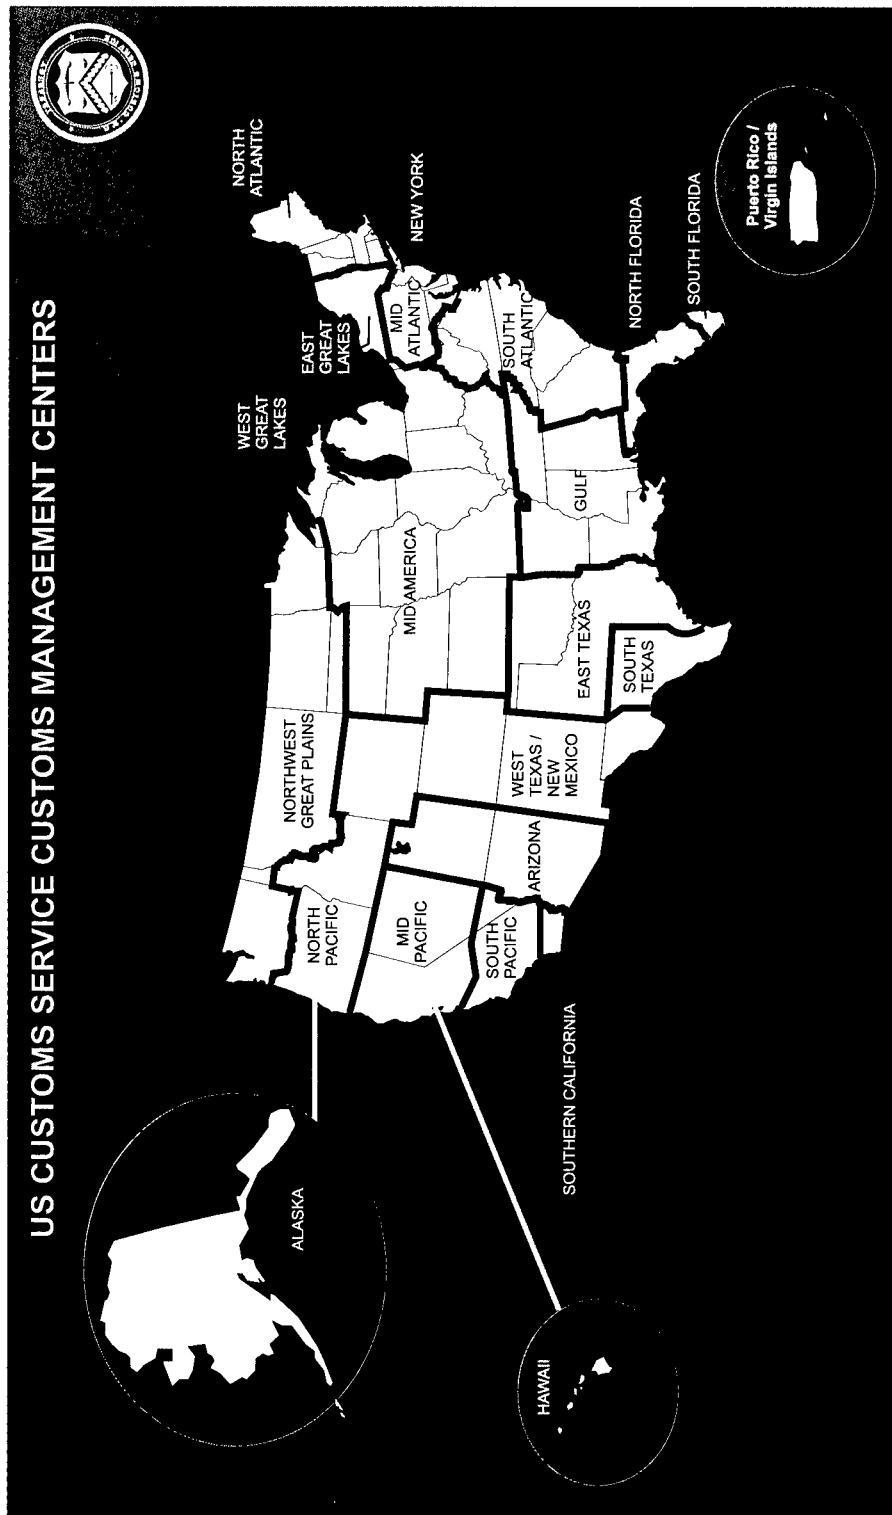 US CUSTOMS SERVICE CUSTOMS MANAGEMENT CENTERS
NORTH
ATLANTIC
EAST
GREAT
LAKES
WEST
GREAT
LAKES
NEW YORK
MID
ATLANTIC
NORTHWEST
GREAT PLAINS
NORTH
PACIFIC
ALASKA
MID AMERICA
MID
PACIFIC
SOUTH
ATLANTIC
SOUTH
PACIFIC
ARIZONA
WEST
TEXAS /
NEW
MEXICO
EAST TEXAS
GULF
SOUTH
TEXAS
NORTH FLORIDA
SOUTH FLORIDA
SOUTHERN CALIFORNIA
HAWAII
Puerto Rico /
Virgin Islands